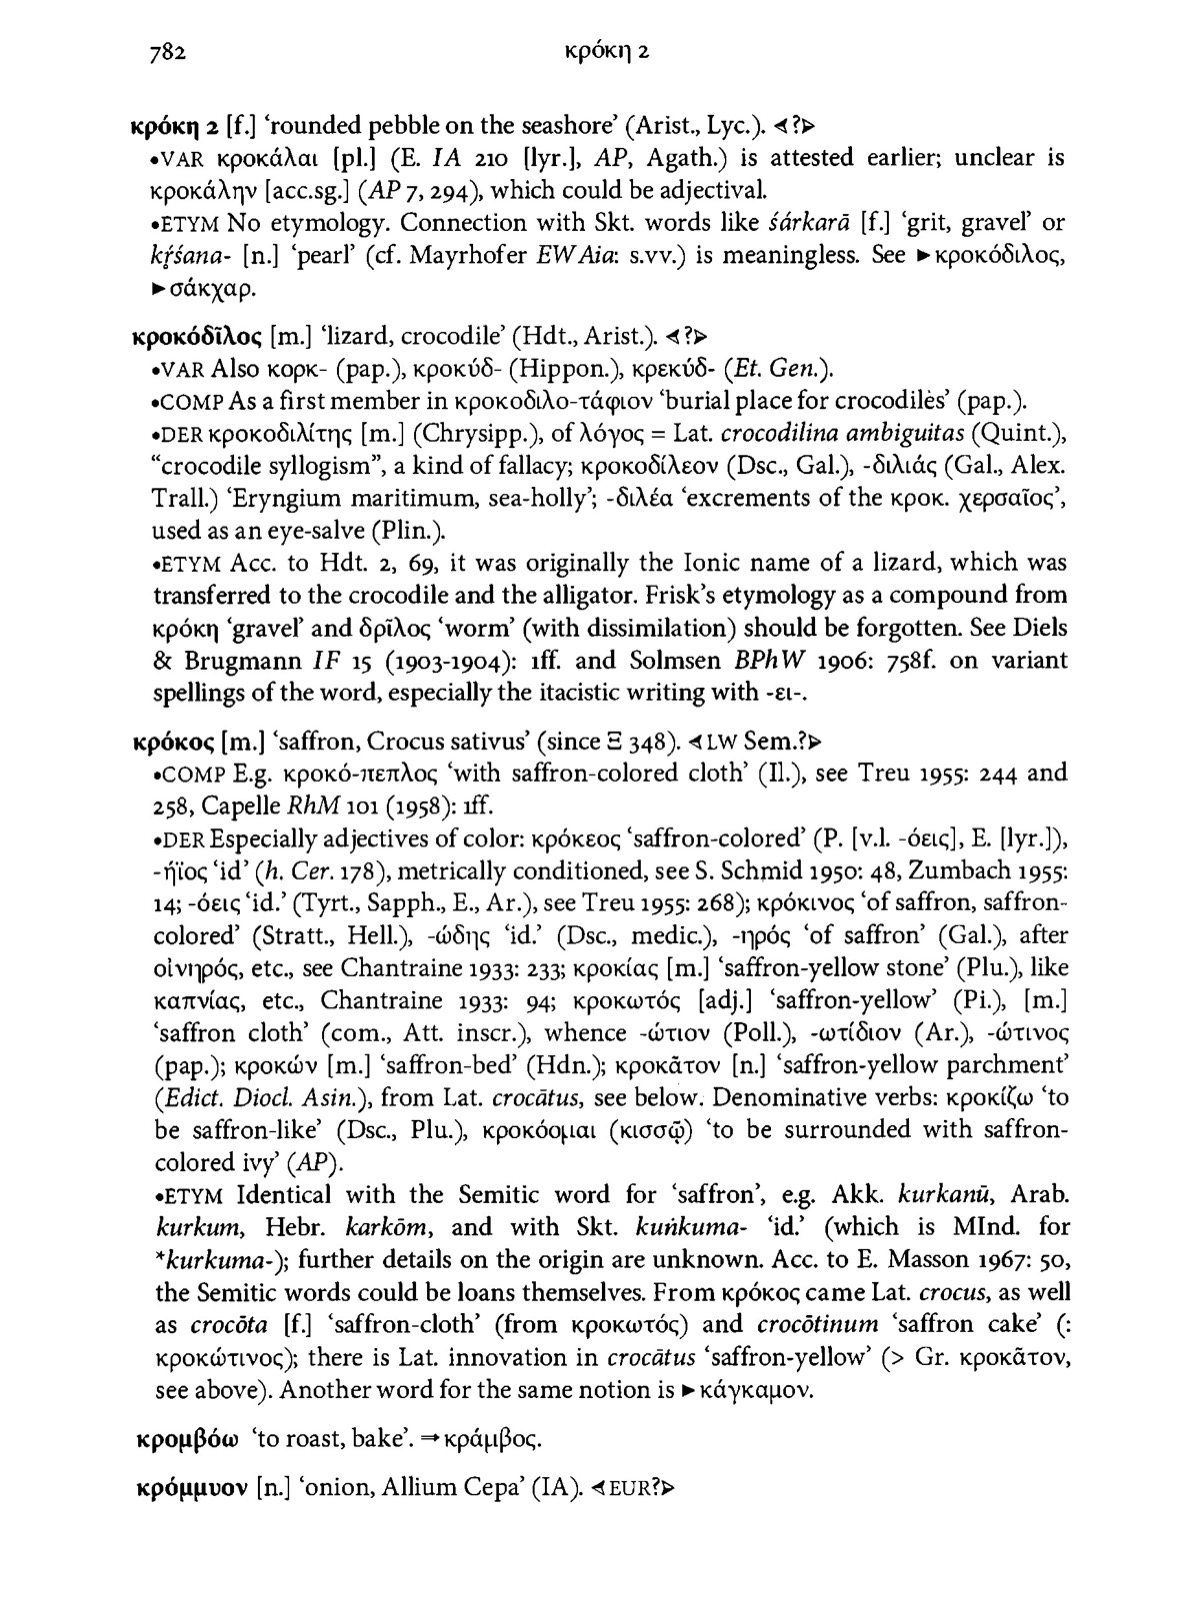 782 κρόκη 2
κρόκη 2 [f.] ‘rounded pebble on the seashore’ (Arist., Lyc.). ⊲?⊳
•VAR κροκάλαι [pl.] (E. IA 210 [lyr.], AP, Agath.) is attested earlier; unclear is
κροκάλην [acc.sg.] (AP 7, 294), which could be adjectival.
•ETYM No etymology. Connection with Skt. words like śárkarā [f.] ‘grit, gravel’ or
kŕ̥śana- [n.] ‘pearl’ (cf. Mayrhofer EWAia: s.vv.) is meaningless. See ►κροκόδιλος,
►σάκχαρ.
κροκόδῖλος [m.] ‘lizard, crocodile’ (Hdt., Arist.). ⊲?⊳
•VAR Also κορκ- (pap.), κροκύδ- (Hippon.), κρεκύδ- (Et. Gen.).
•COMP As a first member in κροκοδιλο-τάφιον ‘burial place for crocodiles’ (pap.).
•DER κροκοδιλίτης [m.] (Chrysipp.), of λόγος = Lat. crocodilina ambiguitas (Quint.),
“crocodile syllogism”, a kind of fallacy; κροκοδίλεον (Dsc., Gal.), -διλιάς (Gal., Alex.
Trall.) ‘Eryngium maritimum, sea-holly’; -διλέα ‘excrements of the κροκ. χερσαῖος’,
used as an eye-salve (Plin.).
•ETYM Acc. to Hdt. 2, 69, it was originally the Ionic name of a lizard, which was
transferred to the crocodile and the alligator. Frisk’s etymology as a compound from
κρόκη ‘gravel’ and δρῖλος ‘worm’ (with dissimilation) should be forgotten. See Diels
& Brugmann IF 15 (1903-1904): 1ff. and Solmsen BPhW 1906: 758f. on variant
spellings of the word, especially the itacistic writing with -ει-.
κρόκος [m.] ‘saffron, Crocus sativus’ (since Ξ 348). ⊲LW Sem.?⊳
•COMP E.g. κροκό-πεπλος ‘with saffron-colored cloth’ (Il.), see Treu 1955: 244 and
258, Capelle RhM 101 (1958): 1ff.
•DER Especially adjectives of color: κρόκεος ‘saffron-colored’ (P. [v.l. -όεις], E. [lyr.]),
-ήϊος ‘id’ (h. Cer. 178), metrically conditioned, see S. Schmid 1950: 48, Zumbach 1955:
14; -όεις ‘id.’ (Tyrt., Sapph., E., Ar.), see Treu 1955: 268); κρόκινος ‘of saffron, saffron-
colored’ (Stratt., Hell.), -ώδης ‘id.’ (Dsc., medic.), -ηρός ‘of saffron’ (Gal.), after
οἰνηρός, etc., see Chantraine 1933: 233; κροκίας [m.] ‘saffron-yellow stone’ (Plu.), like
καπνίας, etc., Chantraine 1933: 94; κροκωτός [adj.] ‘saffron-yellow’ (Pi.), [m.]
‘saffron cloth’ (com., Att. inscr.), whence -ώτιον (Poll.), -ωτίδιον (Ar.), -ώτινος
(pap.); κροκών [m.] ‘saffron-bed’ (Hdn.); κροκᾶτον [n.] ‘saffron-yellow parchment’
(Edict. Diocl. Asin.), from Lat. crocātus, see below. Denominative verbs: κροκίζω ‘to
be saffron-like’ (Dsc., Plu.), κροκόομαι (κισσῷ) ‘to be surrounded with saffron-
colored ivy’ (AP).
•ETYM Identical with the Semitic word for ‘saffron’, e.g. Akk. kurkanū, Arab.
kurkum, Hebr. karkōm, and with Skt. kuṅkuma- ‘id.’ (which is MInd. for
*kurkuma-); further details on the origin are unknown. Acc. to E. Masson 1967: 50,
the Semitic words could be loans themselves. From κρόκος came Lat. crocus, as well
as crocōta [f.] ‘saffron-cloth’ (from κροκωτός) and crocōtinum ‘saffron cake’ (:
κροκώτινος); there is Lat. innovation in crocātus ‘saffron-yellow’ (> Gr. κροκᾶτον,
see above). Another word for the same notion is ►κάγκαμον.
κρομβόω ‘to roast, bake’. ⇒κράμβος.
κρόμμυον [n.] ‘onion, Allium Cepa’ (IA). ⊲EUR?⊳